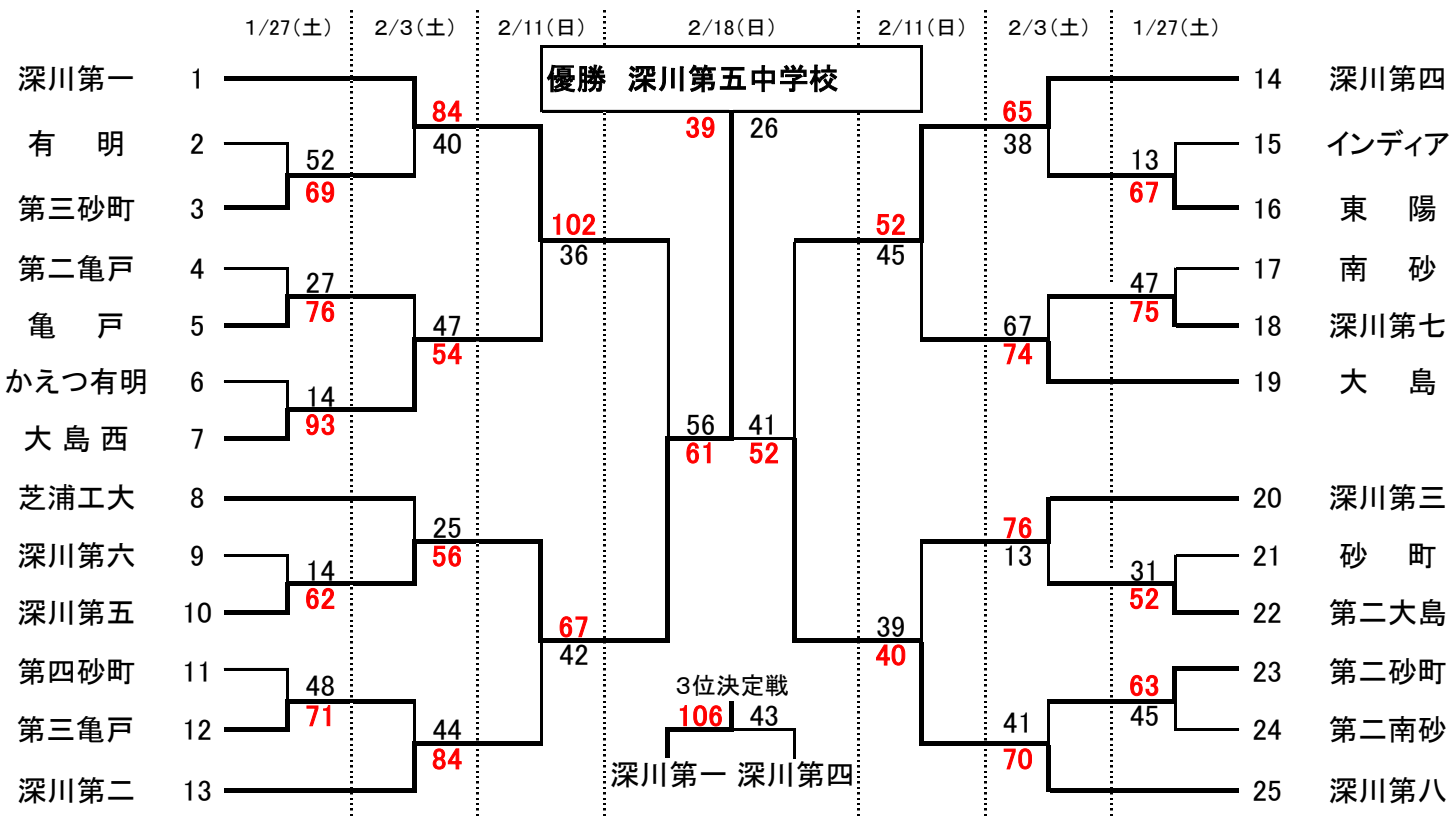 1/27(土) 2/3(土) 2/11(日) 2/18(日) 2/11(日) 2/3(土) 1/27(土)
優勝 深川第五中学校
39 26
深川第一 1
有 明 2
第三砂町 3
第二亀戸 4
亀 戸 5
かえつ有明 6
大島西 7
芝浦工大 8
深川第六 9
深川第五 10
第四砂町 11
第三亀戸 12
深川第二 13
52
69
27
76
14
93
14
62
48
71
84
40
47
54
25
56
44
84
102
36
67
42
56
61
41
52
52
45
39
40
65
38
67
74
76
13
41
70
13
67
47
75
31
52
63
45
14 深川第四
15 インディア
16 東 陽
17 南 砂
18 深川第七
19 大 島
20 深川第三
21 砂 町
22 第二大島
23 第二砂町
24 第二南砂
25 深川第八
3位決定戦
106 43
深川第一 深川第四